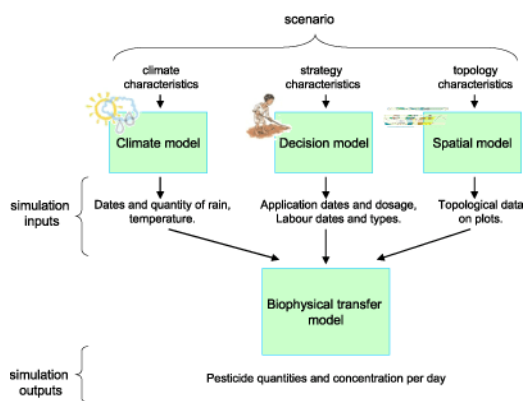 scenario
climate
characteristics
strategy
characteristics
topology
characteristics
Climate model
Decision model
Spatial model
simulation
inputs
Dates and quantity of rain,
temperature.
Application dates and dosage,
Labour dates and types.
Topological data
on plots.
Biophysical transfer
model
simulation
outputs
Pesticide quantities and concentration per day